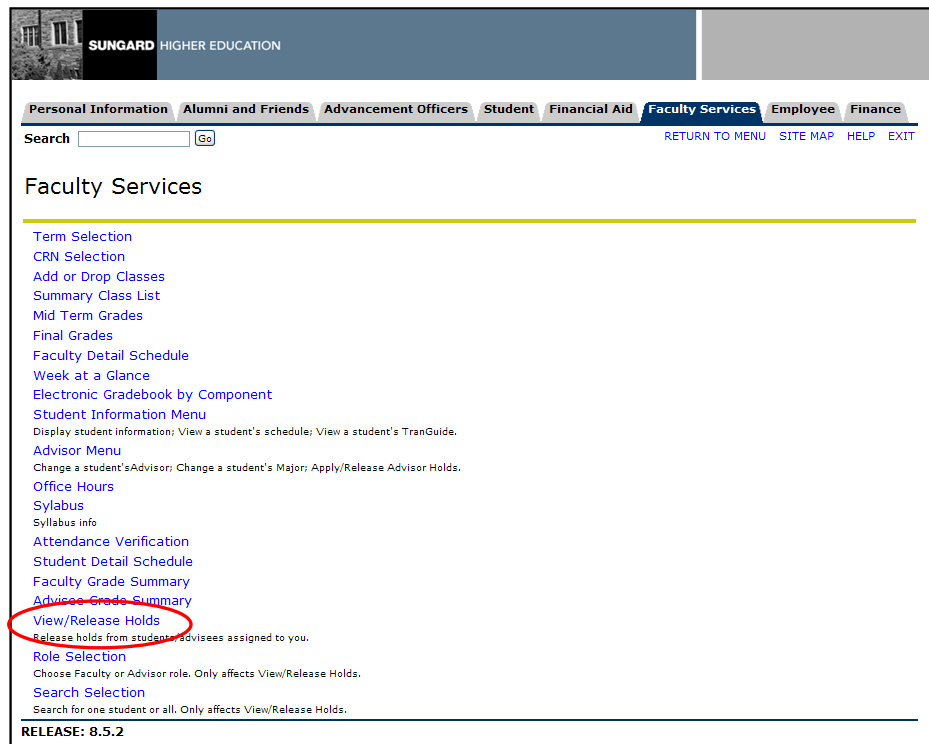 SUNGARD HIGHER EDUCATION
Personal Information Alumni and Friends Advancement Officers Student Financial Aid Faculty Services Employee Finance
Search Go RETURN TO MENU SITE MAP HELP EXIT
Faculty Services
Term Selection
CRN Selection
Add or Drop Classes
Summary Class List
Mid Term Grades
Final Grades
Faculty Detail Schedule
Week at a Glance
Electronic Gradebook by Component
Student Information Menu
Display student information; View a student's schedule; View a student's TranGuide.
Advisor Menu
Change a student'sAdvisor; Change a student's Major; Apply/Release Advisor Holds.
Office Hours
Sylabus
Syllabus info
Attendance Verification
Student Detail Schedule
Faculty Grade Summary
Advisee Grade Summary
View/Release Holds
Release holds from students/advisees assigned to you.
Role Selection
Choose Faculty or Advisor role. Only affects View/Release Holds.
Search Selection
Search for one student or all. Only affects View/Release Holds.
RELEASE: 8.5.2